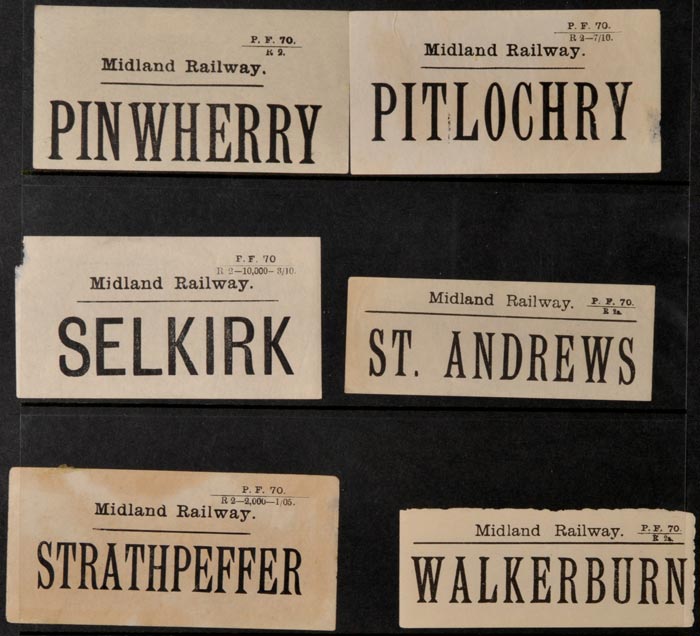 P. F. 70.
R 2.
Midland Railway.
PINWHERRY
P. F. 70.
R 2—7/10.
Midland Railway.
PITLOCHRY
P. F. 70
R 2—10,000—3/10.
Midland Railway.
SELKIRK
Midland Railway. P. F. 70.
R 2a.
ST. ANDREWS
P. F. 70.
R 2—2,000—1/05.
Midland Railway.
STRATHPEFFER
Midland Railway. P. F. 70.
R 2a.
WALKERBURN